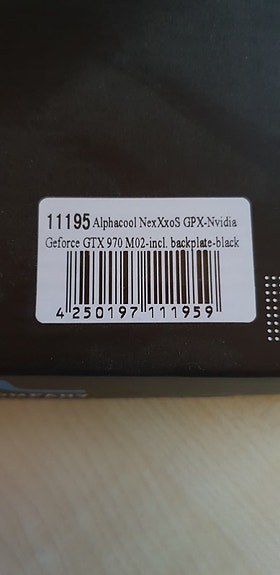 11195 Alphacool NexXxoS GPX-Nvidia
Geforce GTX 970 M02-incl. backplate-black
4 250197 111959